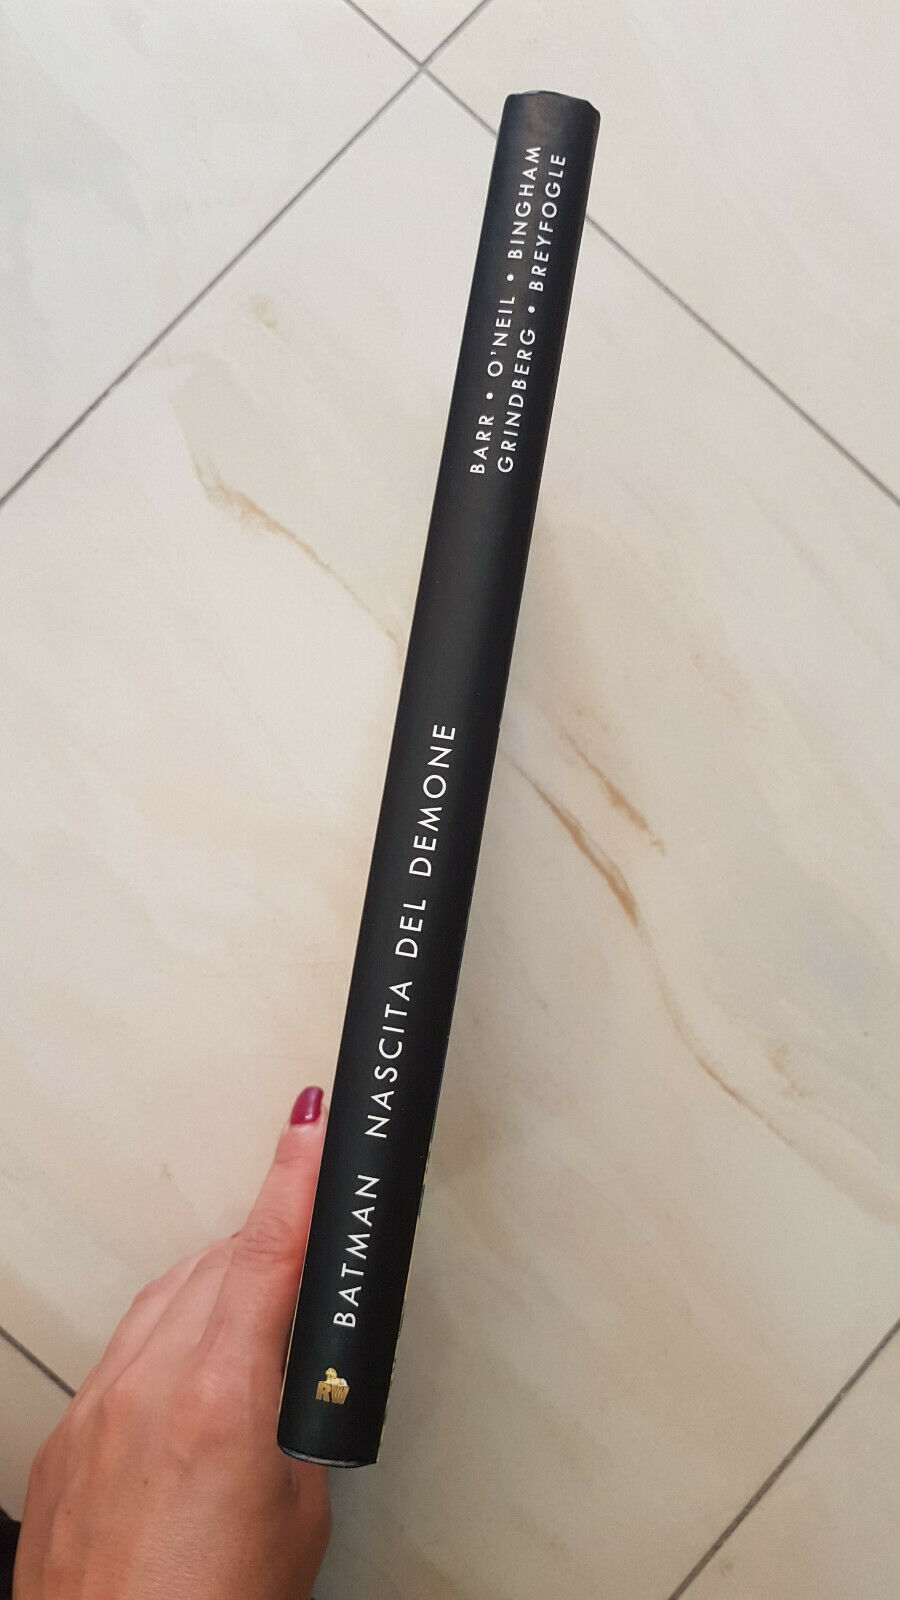 BARR • O'NEIL • BINGHAM
GRINDBERG • BREYFOGLE
BATMAN NASCITA DEL DEMONE
RW